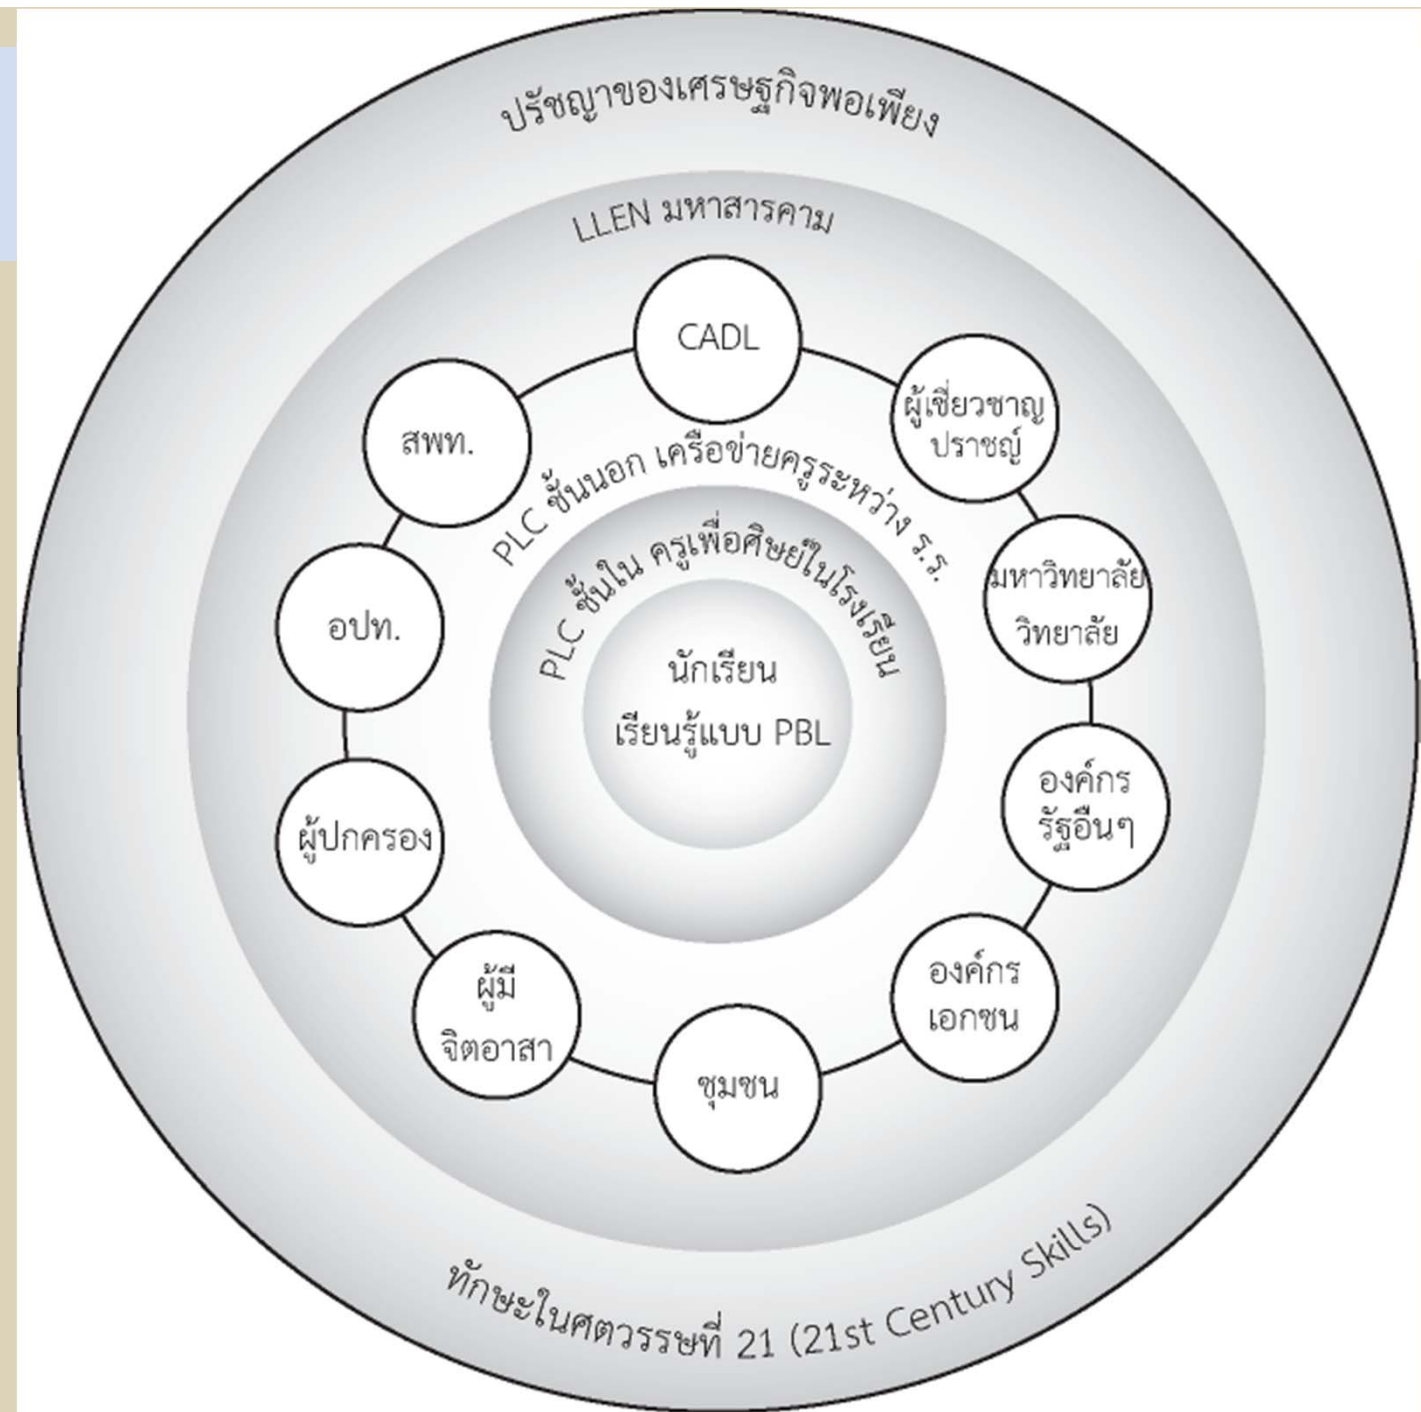 ปรัชญาของเศรษฐกิจพอเพียง
LLEN มหาสารคาม
CADL
ผู้เชี่ยวชาญ
ปราชญ์
มหาวิทยาลัย
วิทยาลัย
องค์กร
รัฐอื่นๆ
องค์กร
เอกชน
ชุมชน
ผู้มี
จิตอาสา
ผู้ปกครอง
อปท.
สพท.
PLC ชั้นนอก เครือข่ายครูระหว่าง ร.ร.
PLC ชั้นใน ครูเพื่อศิษย์ในโรงเรียน
นักเรียน
เรียนรู้แบบ PBL
ทักษะในศตวรรษที่ 21 (21st Century Skills)